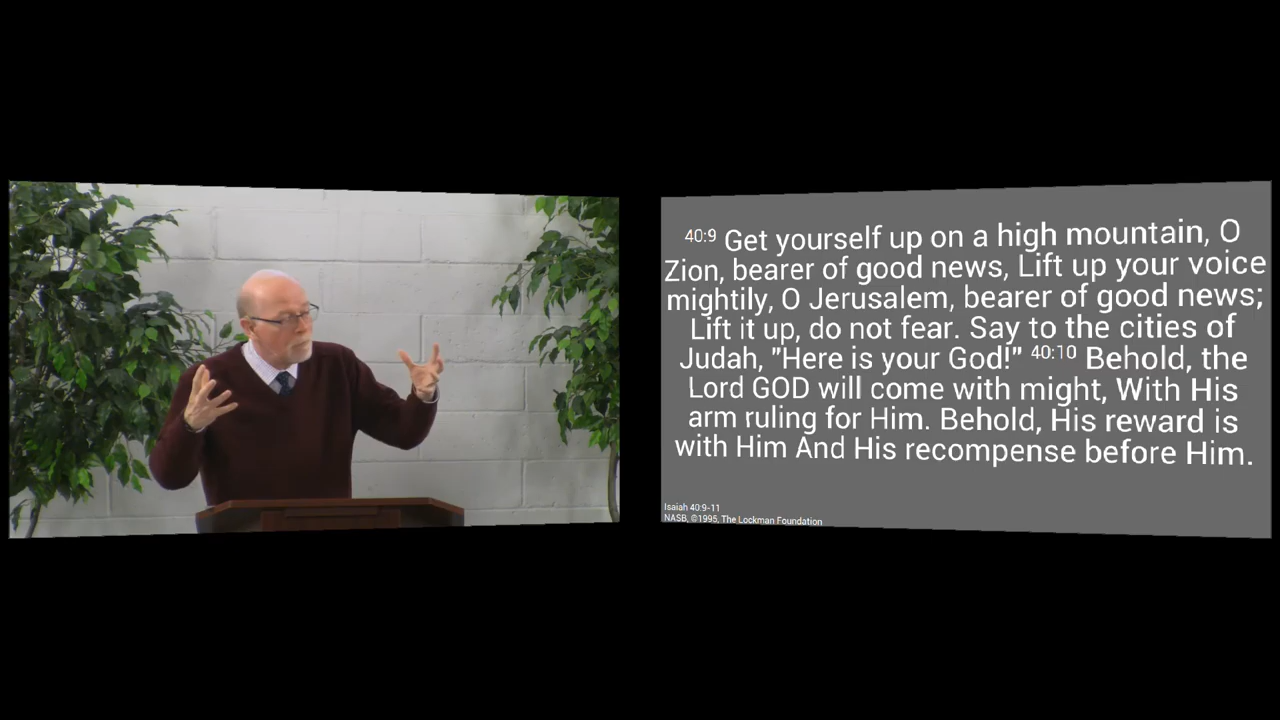 40:9 Get yourself up on a high mountain, O
Zion, bearer of good news, Lift up your voice
mightily, O Jerusalem, bearer of good news;
Lift it up, do not fear. Say to the cities of
Judah, "Here is your God!" 40:10 Behold, the
Lord GOD will come with might, With His
arm ruling for Him. Behold, His reward is
with Him And His recompense before Him.
Isaiah 40:9-11
NASB, ©1995, The Lockman Foundation